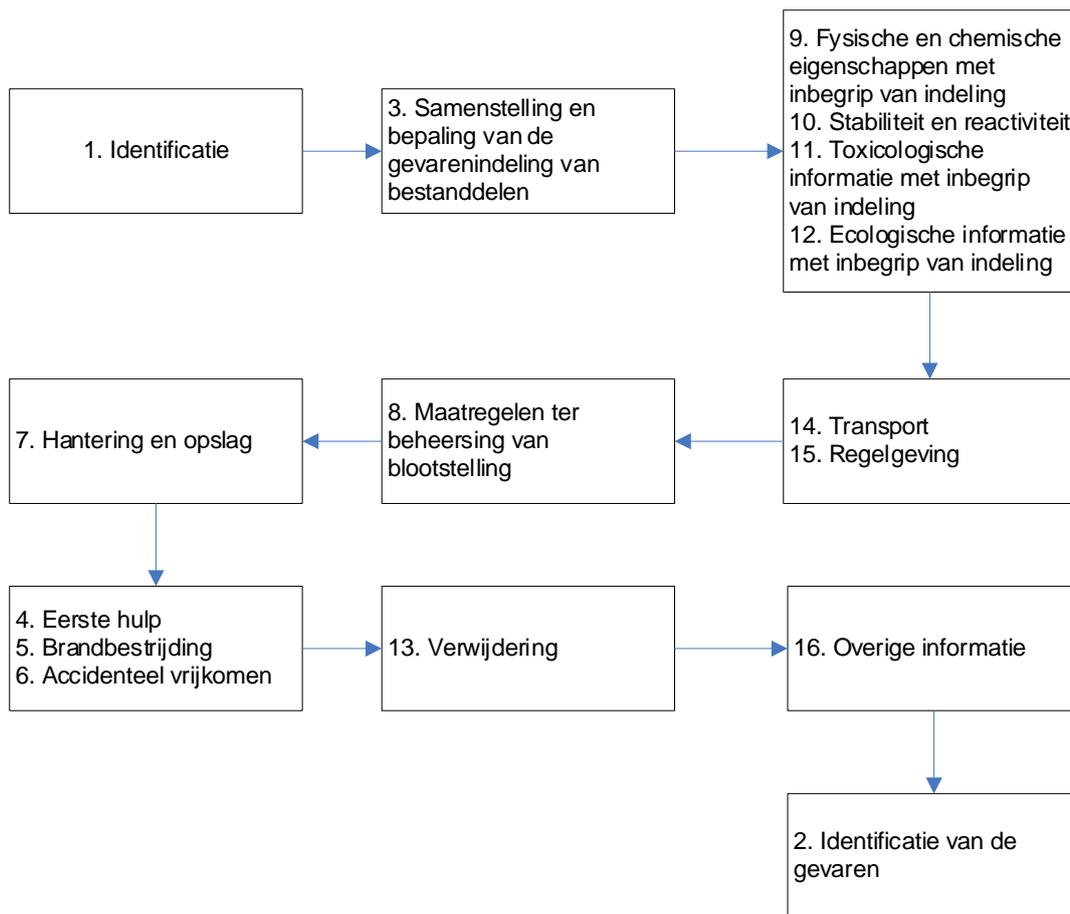 1. Identificatie
3. Samenstelling en
bepaling van de
gevarenindeling van
bestanddelen
9. Fysische en chemische
eigenschappen met
inbegrip van indeling
10. Stabiliteit en reactiviteit
11. Toxicologische
informatie met inbegrip
van indeling
12. Ecologische informatie
met inbegrip van indeling
7. Hantering en opslag
8. Maatregelen ter
beheersing van
blootstelling
14. Transport
15. Regelgeving
4. Eerste hulp
5. Brandbestrijding
6. Accidenteel vrijkomen
13. Verwijdering
16. Overige informatie
2. Identificatie van de
gevaren